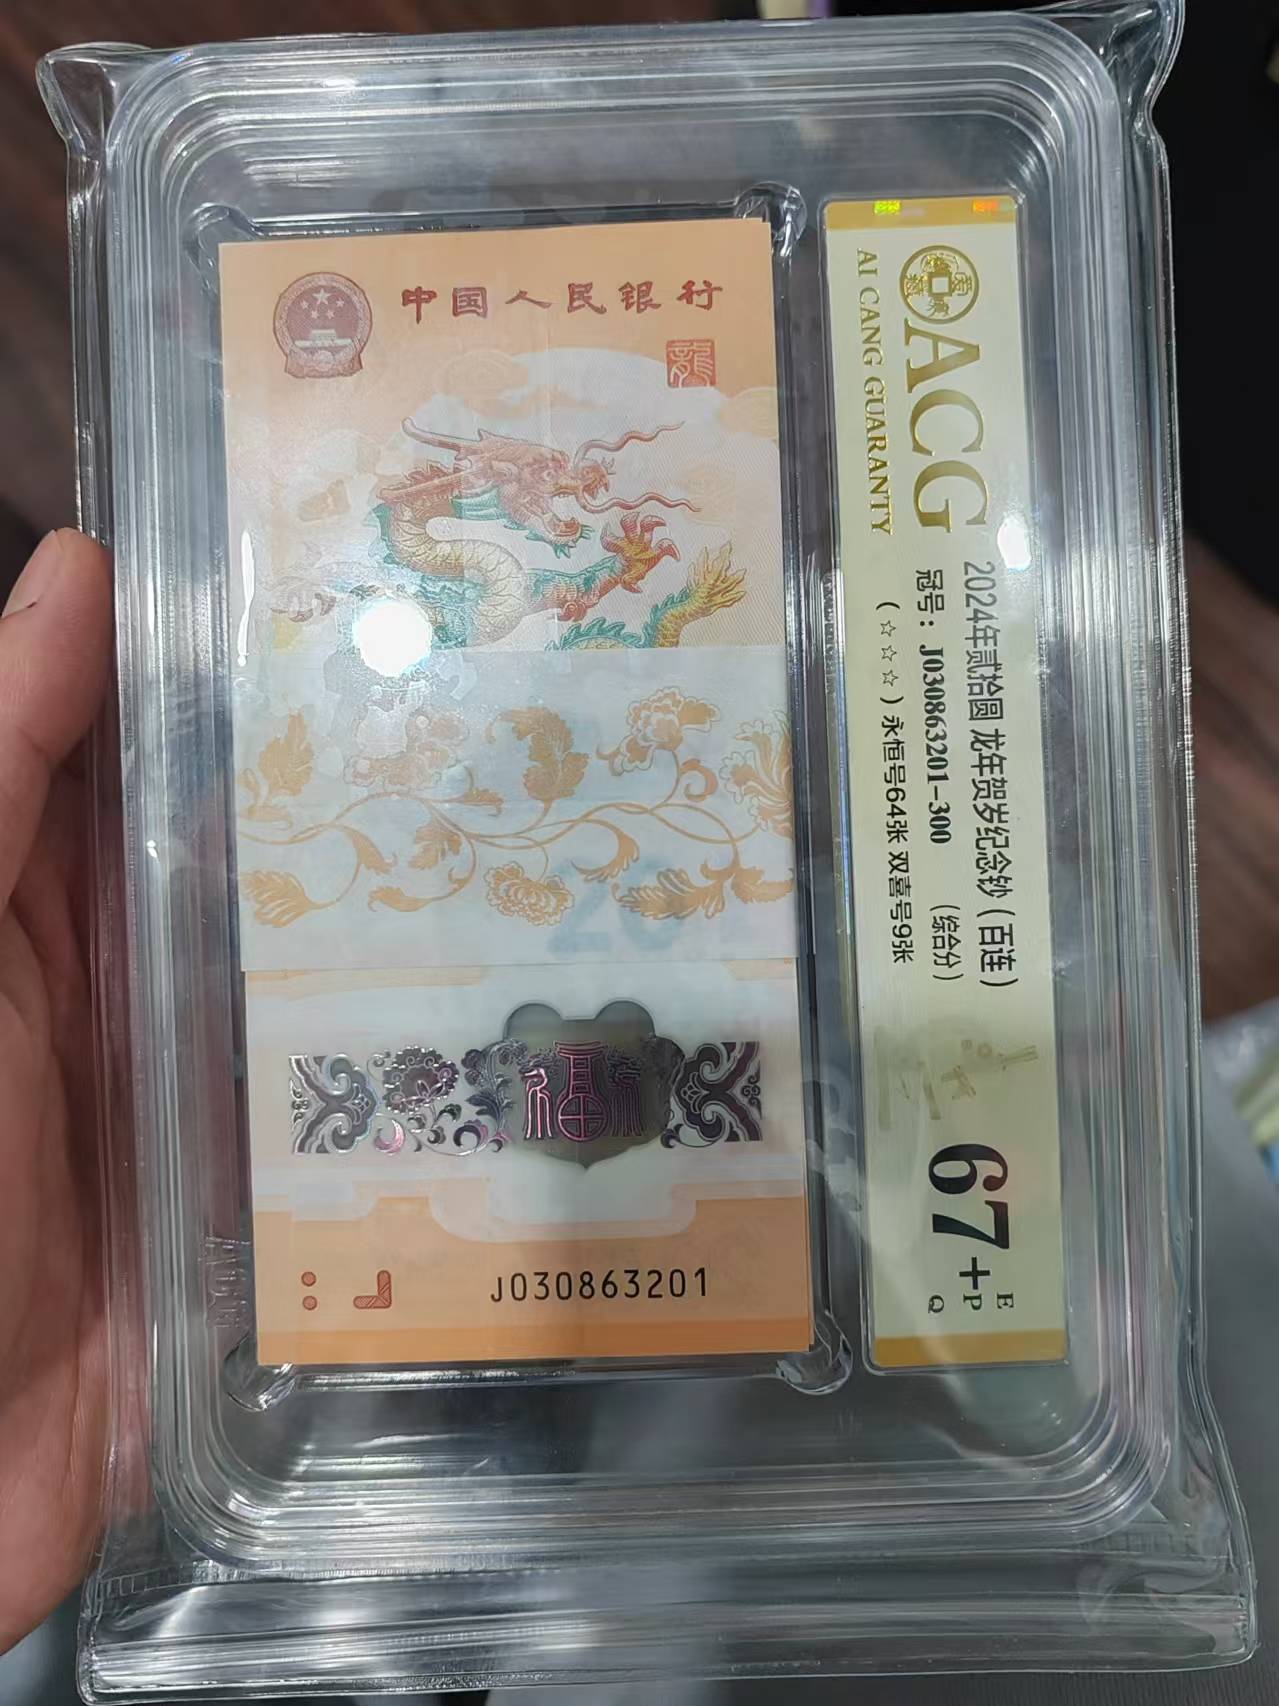 中国人民银行
龍
福
J030863201
ACG
AI CANG GUARANTY
2024年贰拾圆 龙年贺岁纪念钞(百连)
冠号: J030863201-300 (综合分)
(☆☆☆)永恒号64张 双喜号9张
67+
E
P
Q